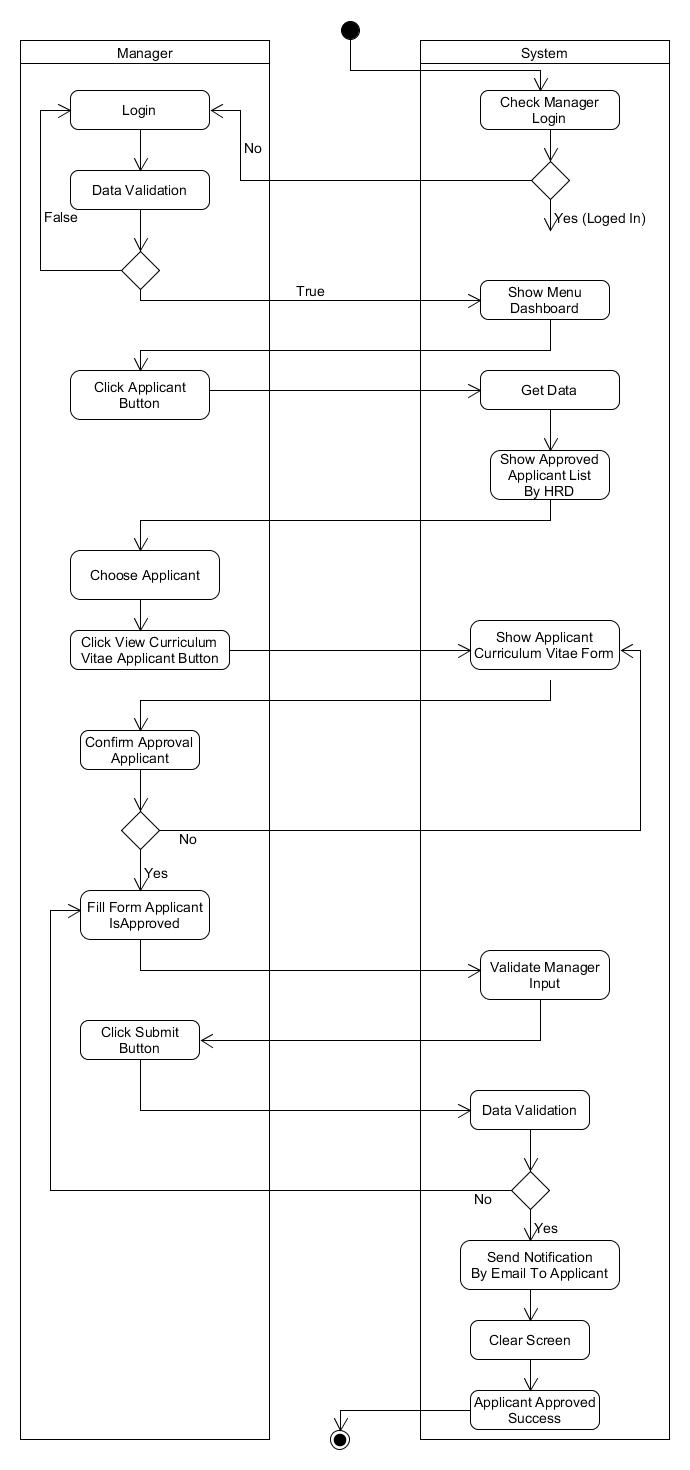 Manager
System
Login
Check Manager
Login
No
Data Validation
False
Yes (Loged In)
True
Show Menu
Dashboard
Click Applicant
Button
Get Data
Show Approved
Applicant List
By HRD
Choose Applicant
Click View Curriculum
Vitae Applicant Button
Show Applicant
Curriculum Vitae Form
Confirm Approval
Applicant
No
Yes
Fill Form Applicant
IsApproved
Validate Manager
Input
Click Submit
Button
Data Validation
No
Yes
Send Notification
By Email To Applicant
Clear Screen
Applicant Approved
Success